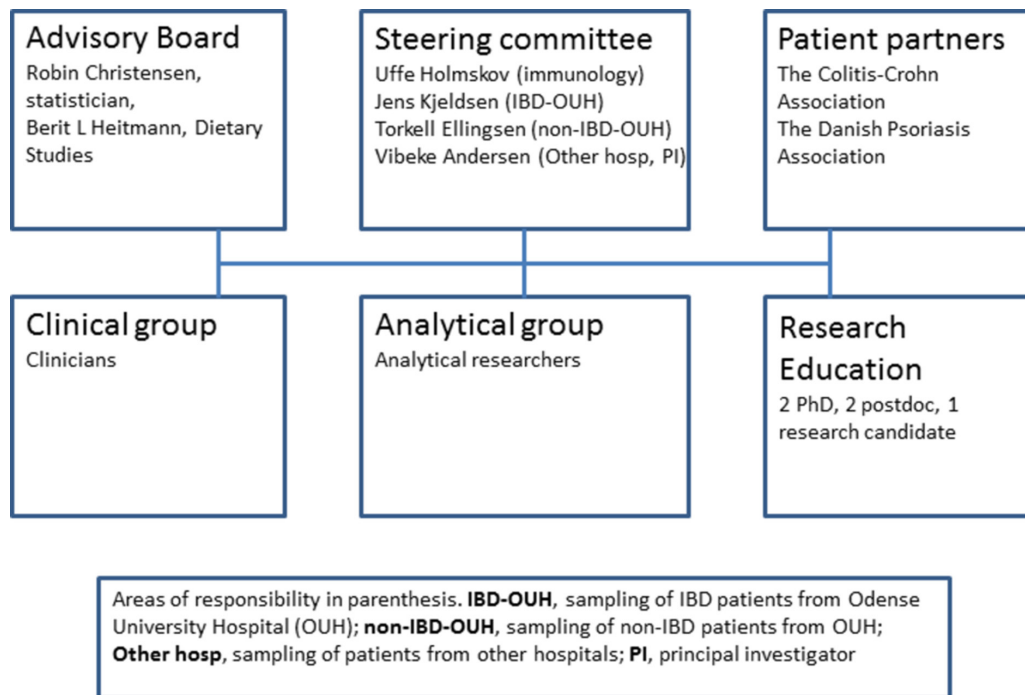 Advisory Board
Robin Christensen,
statistician,
Berit L Heitmann, Dietary
Studies
Steering committee
Uffe Holmskov (immunology)
Jens Kjeldsen (IBD-OUH)
Torkell Ellingsen (non-IBD-OUH)
Vibeke Andersen (Other hosp, PI)
Patient partners
The Colitis-Crohn
Association
The Danish Psoriasis
Association
Clinical group
Clinicians
Analytical group
Analytical researchers
Research
Education
2 PhD, 2 postdoc, 1
research candidate
Areas of responsibility in parenthesis. IBD-OUH, sampling of IBD patients from Odense
University Hospital (OUH); non-IBD-OUH, sampling of non-IBD patients from OUH;
Other hosp, sampling of patients from other hospitals; PI, principal investigator